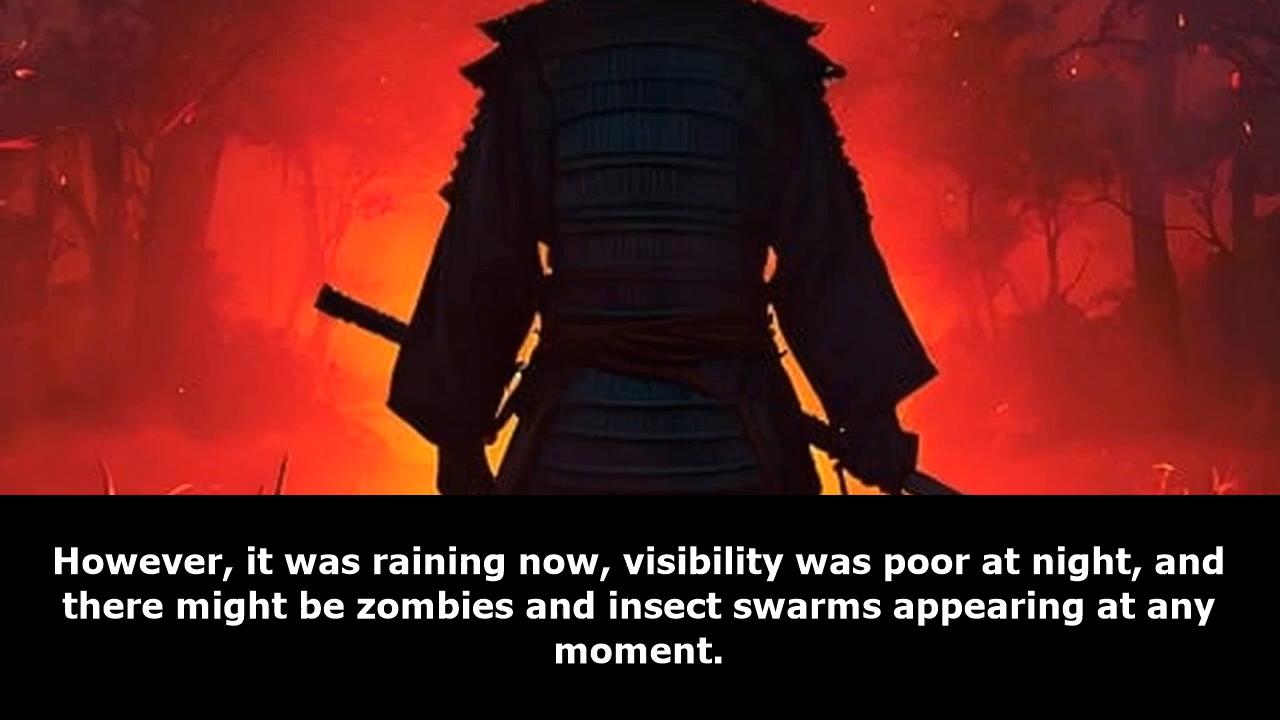 However, it was raining now, visibility was poor at night, and
there might be zombies and insect swarms appearing at any
moment.